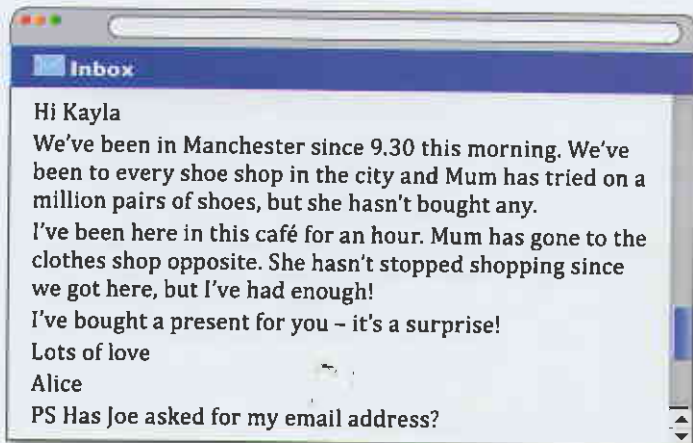 Inbox
Hi Kayla
We've been in Manchester since 9.30 this morning. We've
been to every shoe shop in the city and Mum has tried on a
million pairs of shoes, but she hasn't bought any.
I've been here in this café for an hour. Mum has gone to the
clothes shop opposite. She hasn't stopped shopping since
we got here, but I've had enough!
I've bought a present for you – it's a surprise!
Lots of love
Alice
PS Has Joe asked for my email address?